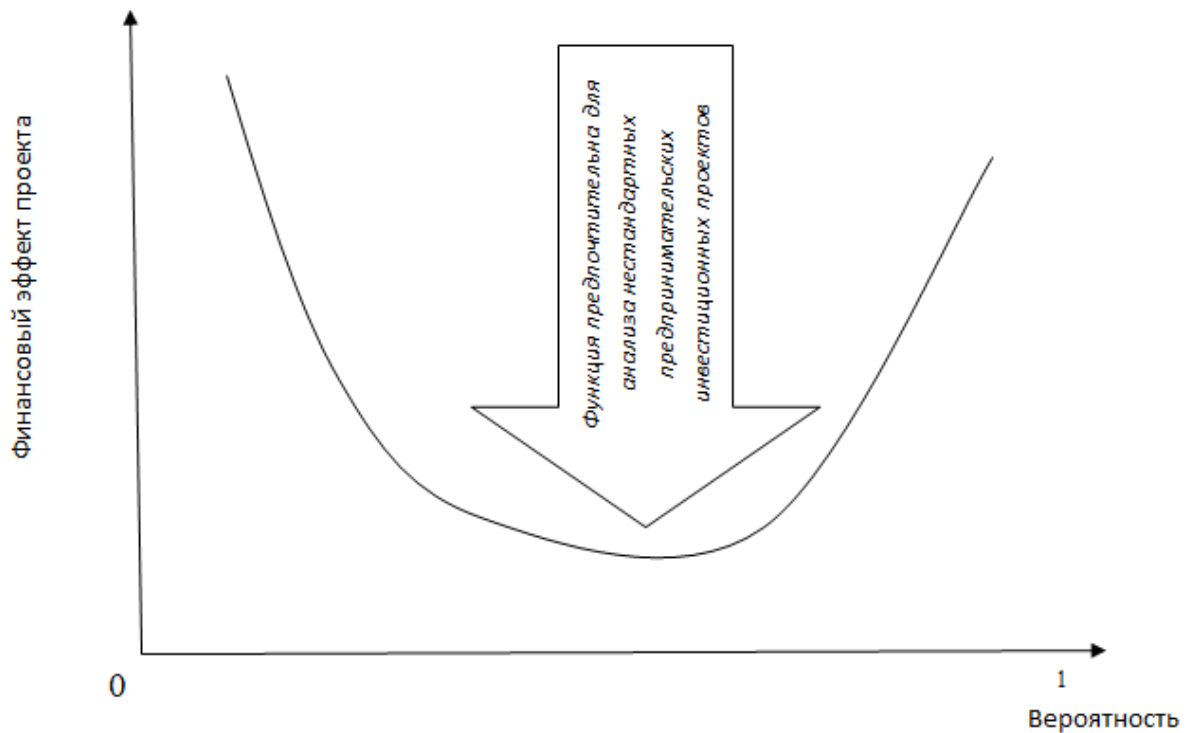 Финансовый эффект проекта
Функция предпочтительна для
анализа нестандартных
предпринимательских
инвестиционных проектов
0
1
Вероятность